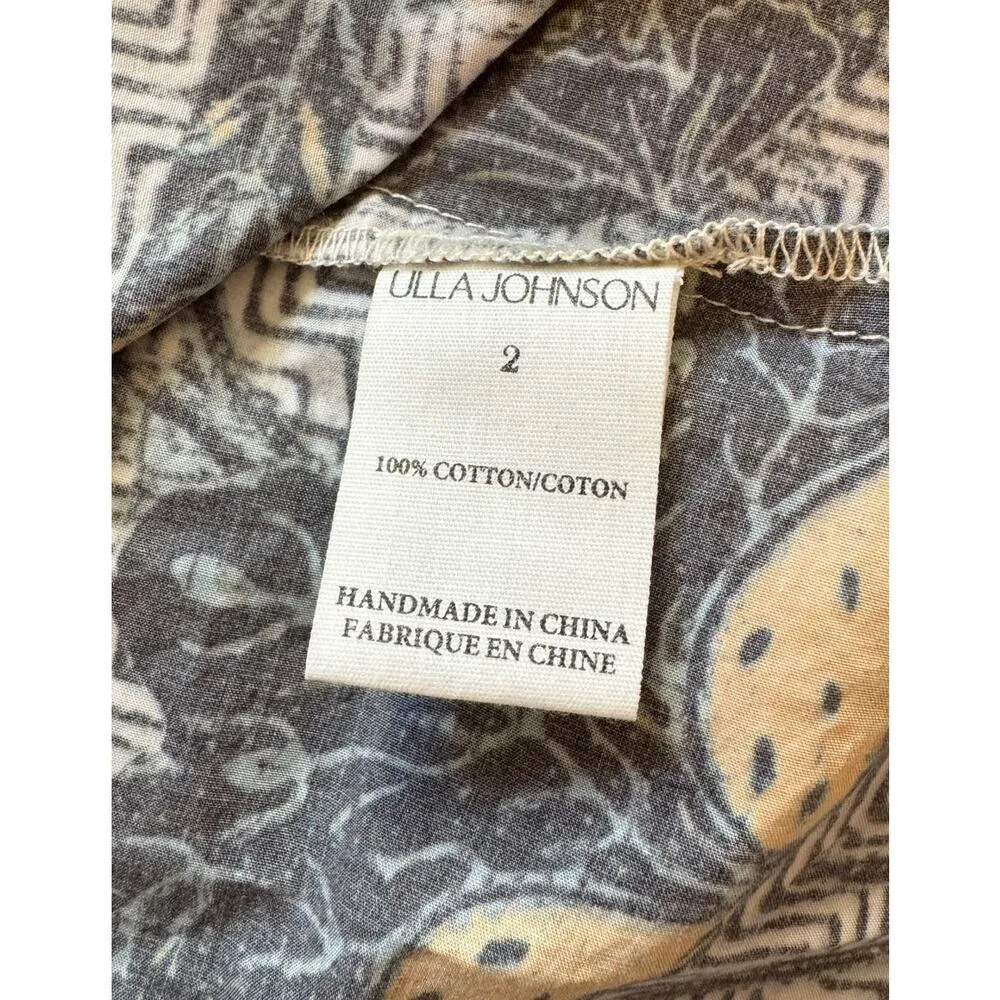 ULLA JOHNSON
2
100% COTTON/COTON
HANDMADE IN CHINA
FABRIQUE EN CHINE